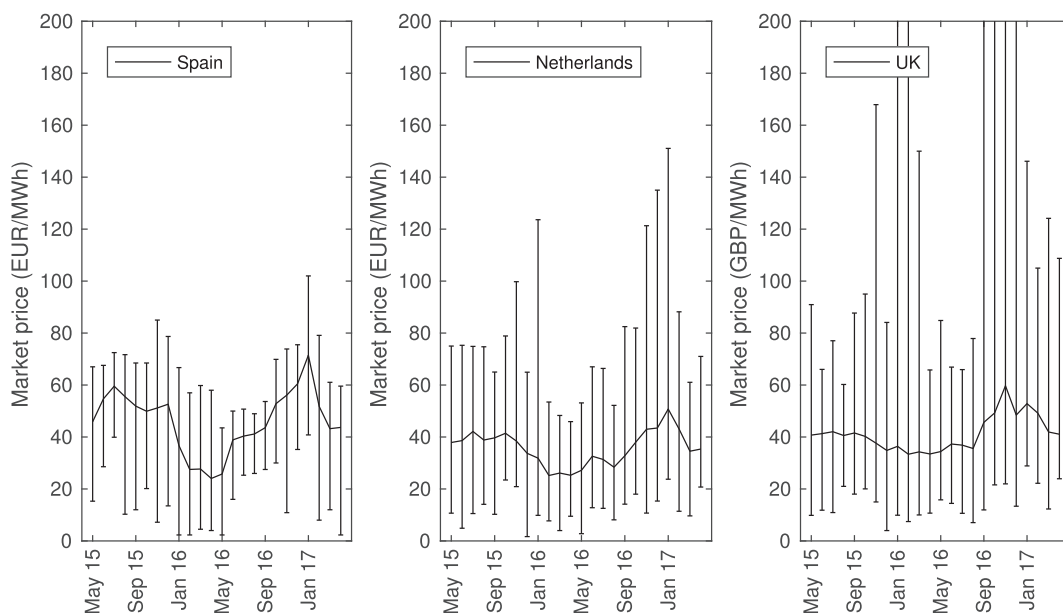 Spain
Market price (EUR/MWh)
200
180
160
140
120
100
80
60
40
20
0
May 15
Sep 15
Jan 16
May 16
Sep 16
Jan 17
Netherlands
Market price (EUR/MWh)
200
180
160
140
120
100
80
60
40
20
0
May 15
Sep 15
Jan 16
May 16
Sep 16
Jan 17
UK
Market price (GBP/MWh)
200
180
160
140
120
100
80
60
40
20
0
May 15
Sep 15
Jan 16
May 16
Sep 16
Jan 17